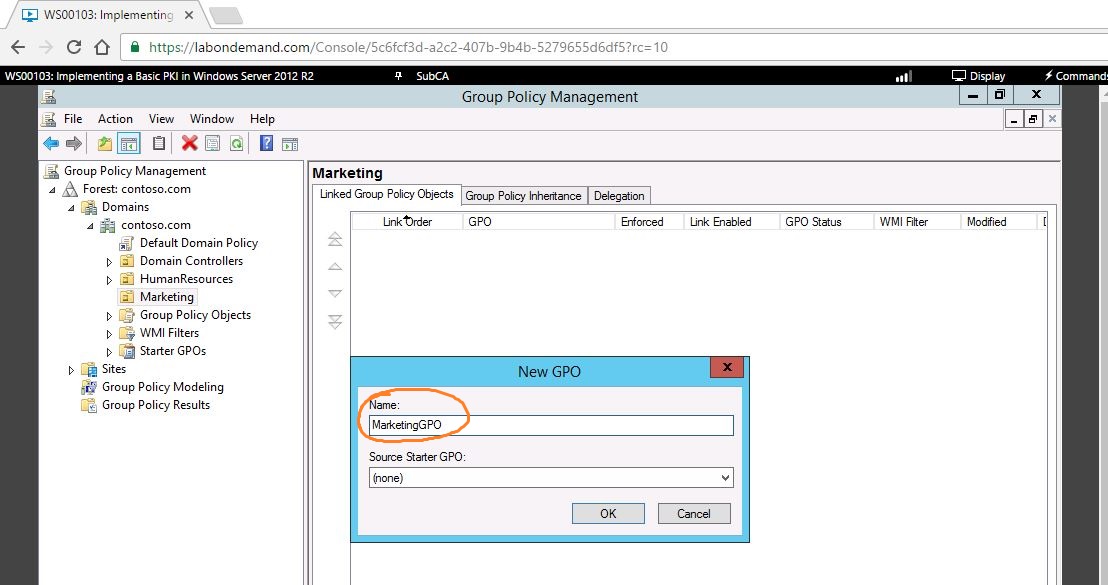 WS00103: Implementing
https://labondemand.com/Console/5c6fcf3d-a2c2-407b-9b4b-5279655d6df5?rc=10
WS00103: Implementing a Basic PKI in Windows Server 2012 R2 SubCA Display Commands
Group Policy Management
File Action View Window Help
Group Policy Management
Forest: contoso.com
Domains
contoso.com
Default Domain Policy
Domain Controllers
HumanResources
Marketing
Group Policy Objects
WMI Filters
Starter GPOs
Sites
Group Policy Modeling
Group Policy Results
Marketing
Linked Group Policy Objects Group Policy Inheritance Delegation
Link Order GPO Enforced Link Enabled GPO Status WMI Filter Modified
New GPO
Name:
MarketingGPO
Source Starter GPO:
(none)
OK Cancel